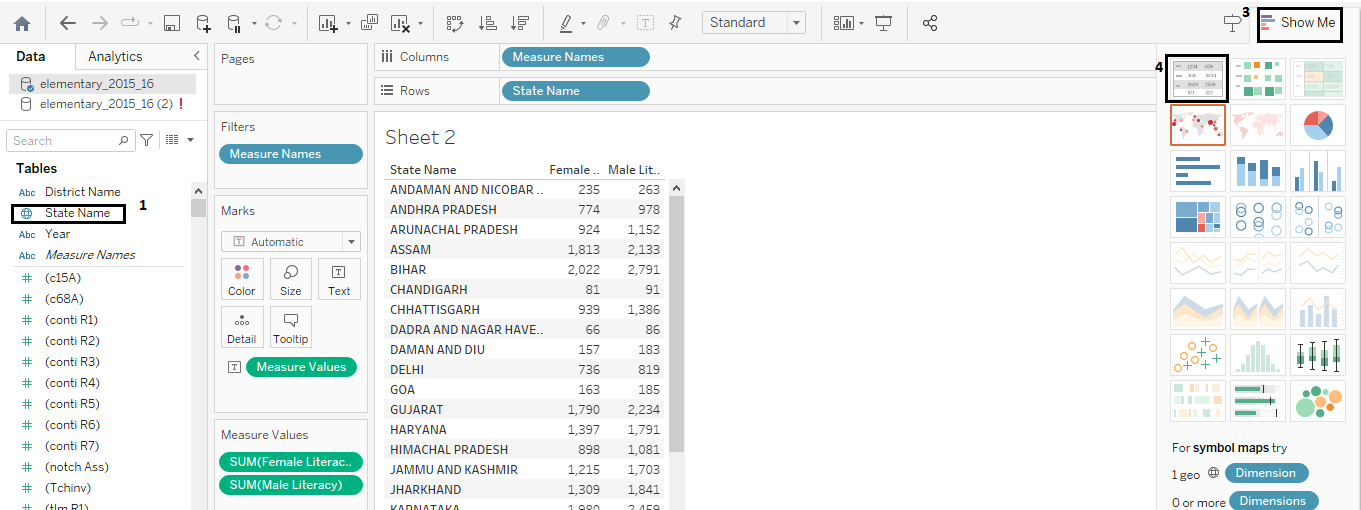 Standard
3
Show Me
Data
Analytics
Pages
Columns
Measure Names
4
elementary_2015_16
Rows
State Name
elementary_2015_16 (2) !
Filters
Measure Names
Sheet 2
Search
Tables
State Name
Female ..
Male Lit..
Abc District Name
ANDAMAN AND NICOBAR ..
235
263
State Name
1
Marks
ANDHRA PRADESH
774
978
Abc Year
Automatic
ARUNACHAL PRADESH
924
1,152
Abc Measure Names
ASSAM
1,813
2,133
(c15A)
BIHAR
2,022
2,791
(c68A)
Color
Size
Text
CHANDIGARH
81
91
(conti R1)
CHHATTISGARH
939
1,386
(conti R2)
Detail
Tooltip
DADRA AND NAGAR HAVE..
66
86
(conti R3)
Measure Values
DAMAN AND DIU
157
183
(conti R4)
DELHI
736
819
(conti R5)
GOA
163
185
(conti R6)
GUJARAT
1,790
2,234
(conti R7)
Measure Values
HARYANA
1,397
1,791
(notch Ass)
SUM(Female Literac..
HIMACHAL PRADESH
898
1,081
For symbol maps try
(Tchinv)
SUM(Male Literacy)
JAMMU AND KASHMIR
1,215
1,703
1 geo
Dimension
(tlm R1)
JHARKHAND
1,309
1,841
0 or more
Dimensions
KARNATAKA
1,980
2,459